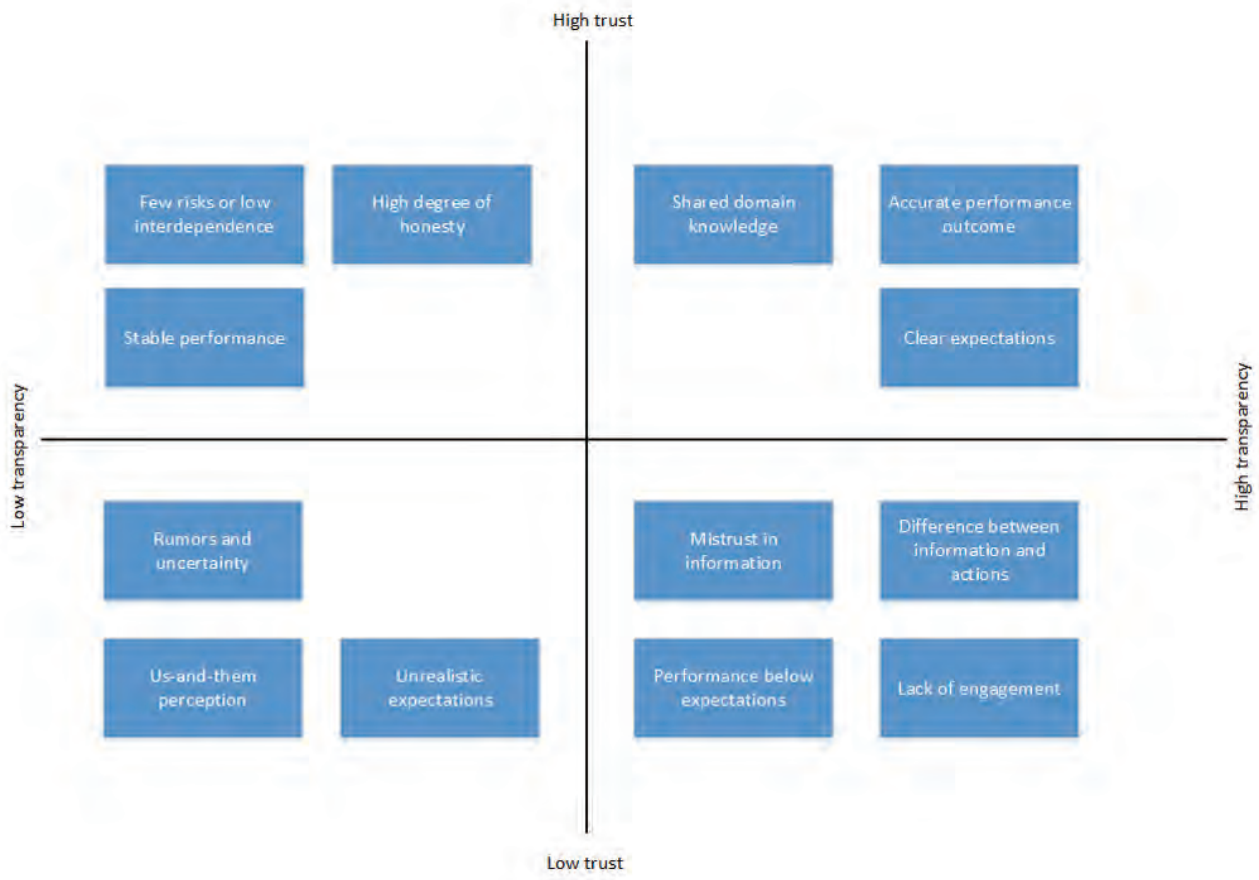 High trust
Few risks or low
interdependence
High degree of
honesty
Shared domain
knowledge
Accurate performance
outcome
Stable performance
Clear expectations
Low transparency
High transparency
Rumors and
uncertainty
Mistrust in
information
Difference between
information and
actions
Us-and-them
perception
Unrealistic
expectations
Performance below
expectations
Lack of engagement
Low trust